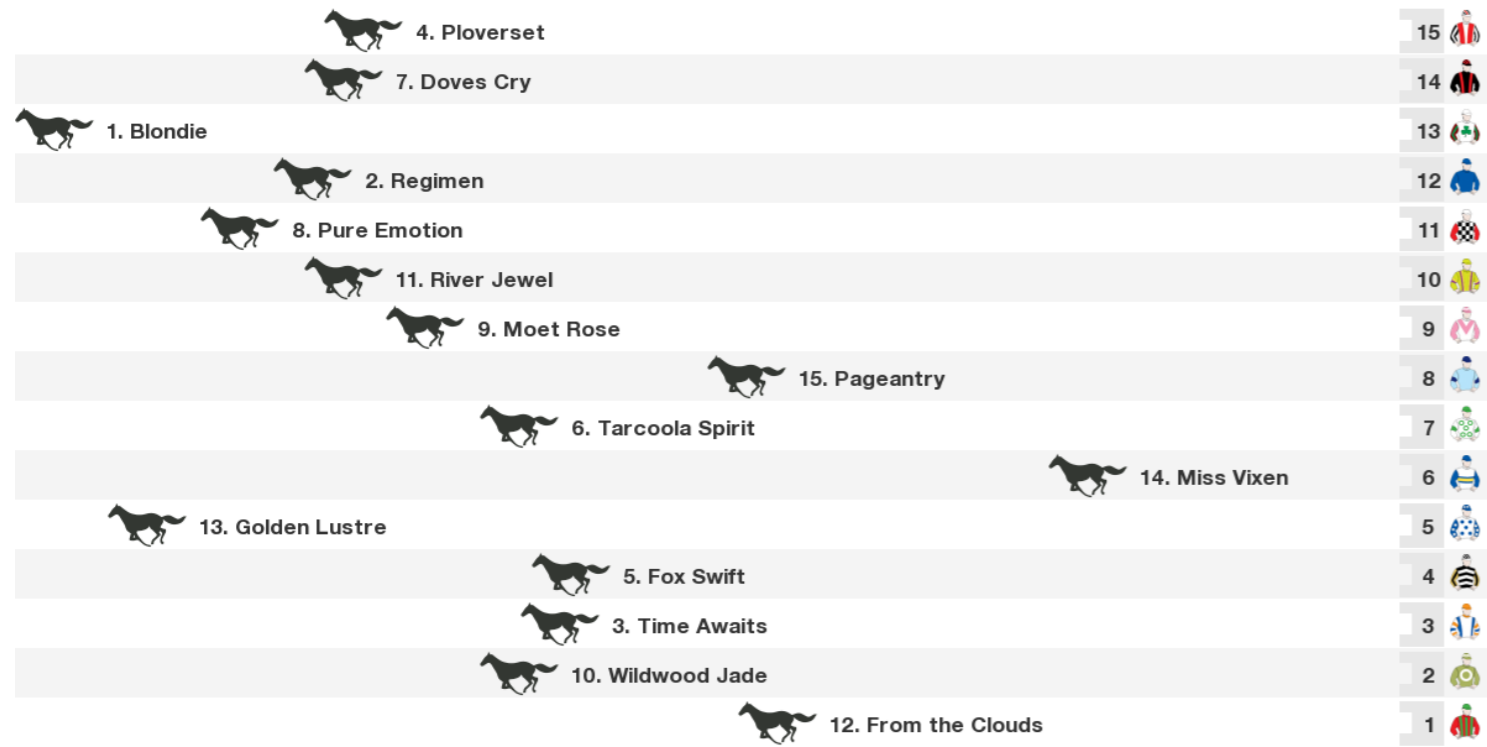 4. Ploverset 15
7. Doves Cry 14
1. Blondie 13
2. Regimen 12
8. Pure Emotion 11
11. River Jewel 10
9. Moet Rose 9
15. Pageantry 8
6. Tarcoola Spirit 7
14. Miss Vixen 6
13. Golden Lustre 5
5. Fox Swift 4
3. Time Awaits 3
10. Wildwood Jade 2
12. From the Clouds 1